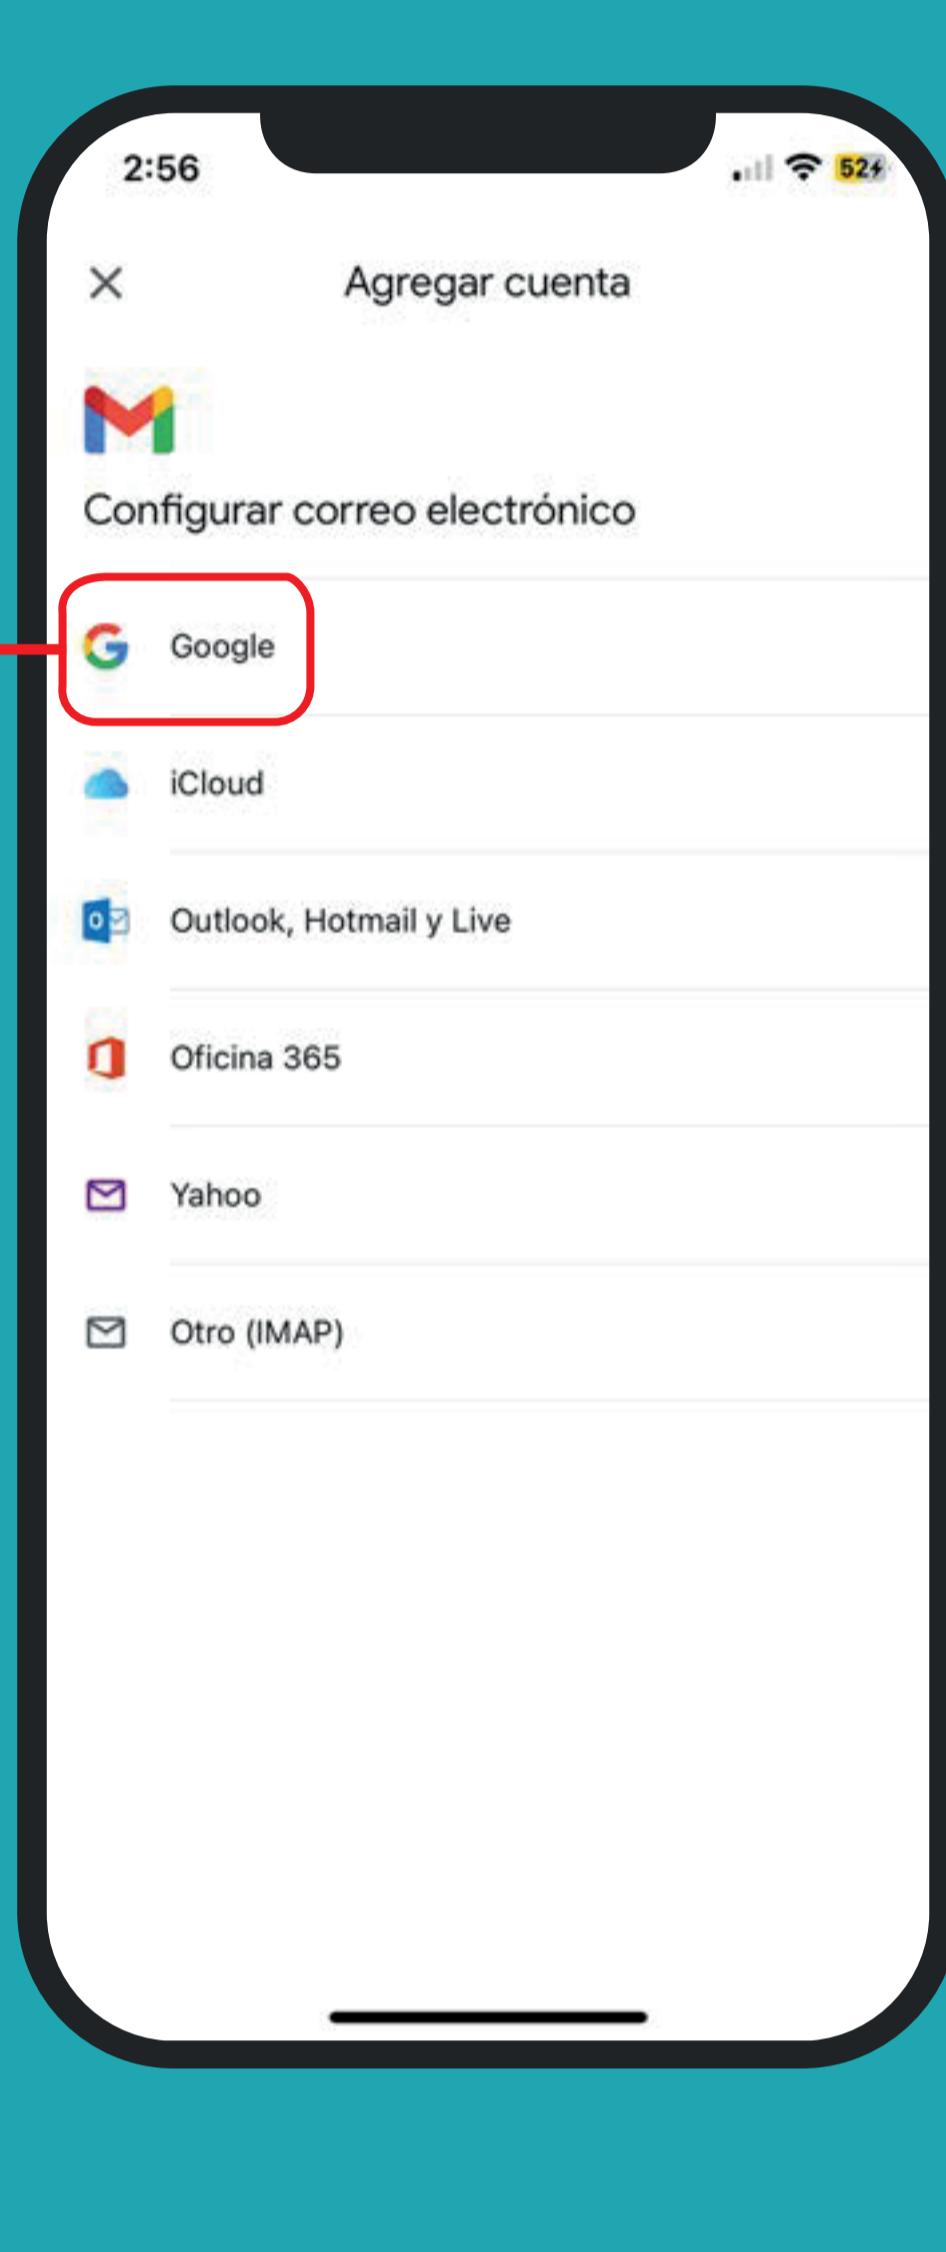 2:56
52
Agregar cuenta
Configurar correo electrónico
Google
iCloud
Outlook, Hotmail y Live
Oficina 365
Yahoo
Otro (IMAP)